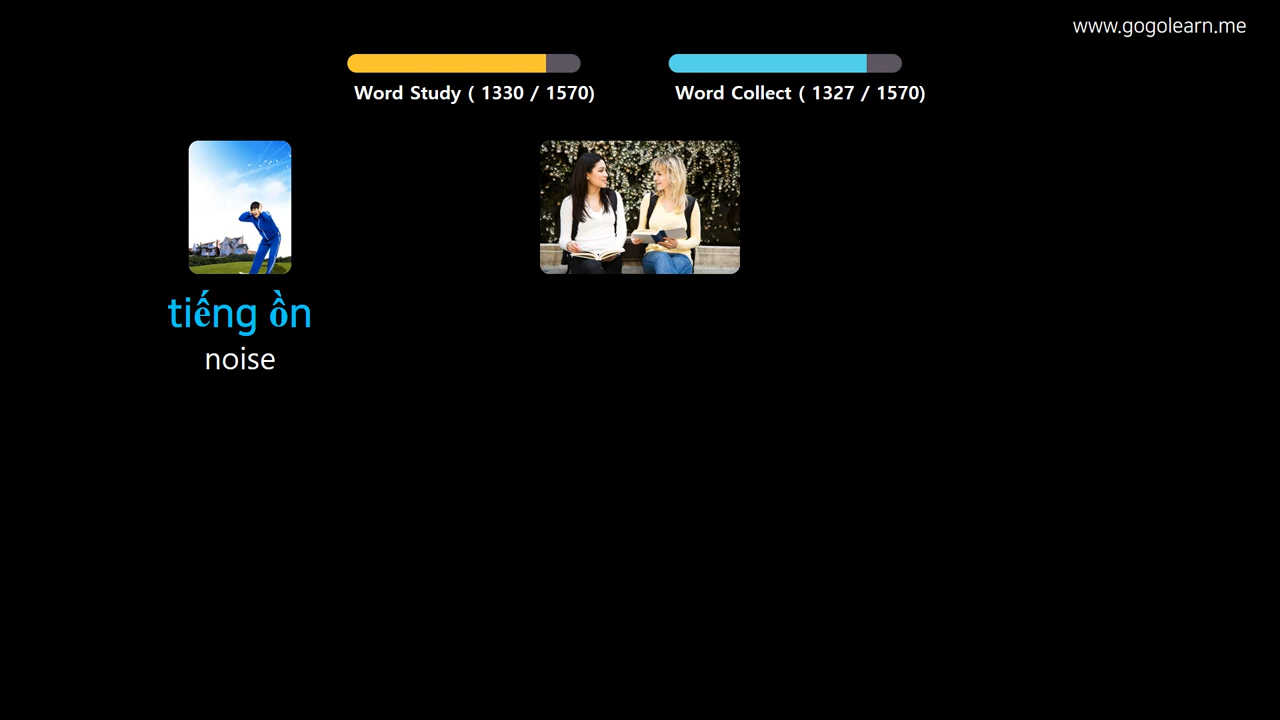 www.gogolearn.me
Word Study ( 1330 / 1570)
Word Collect ( 1327 / 1570)
tiếng ồn
noise